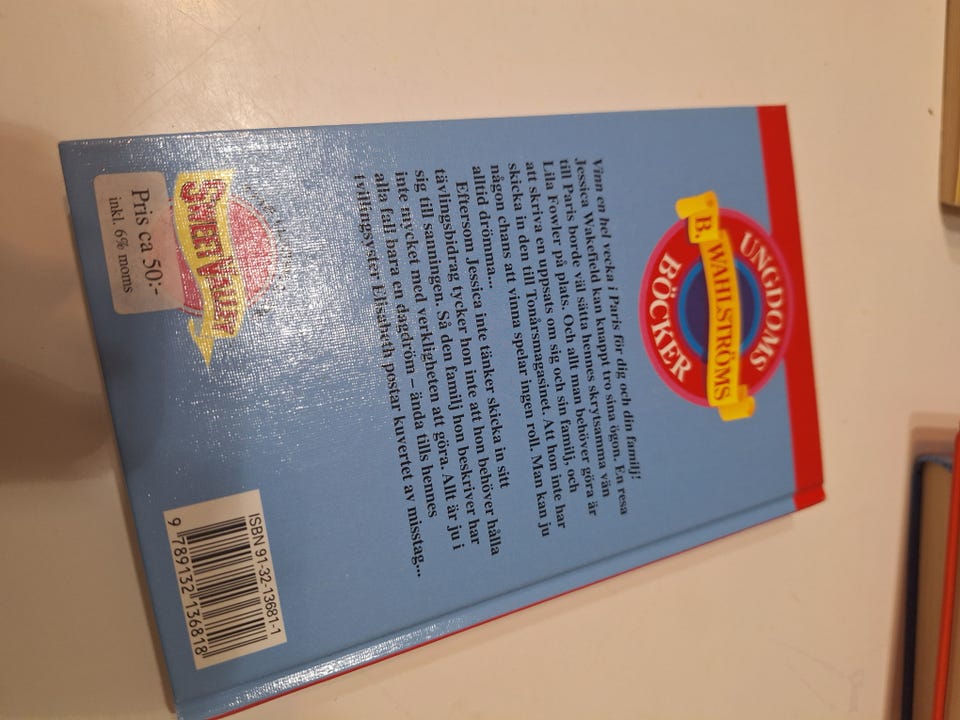 UNGDOMS
B. WAHLSTRÖMS
BÖCKER
Vinn en hel vecka i Paris för dig och din familj!
Jessica Wakefield kan knappt tro sina ögon. En resa
till Paris borde väl sätta hennes skrytsamma vän
Lila Fowler på plats. Och allt man behöver göra är
att skriva en uppsats om sig och sin familj, och
skicka in den till Tonårsmagasinet. Att hon inte har
någon chans att vinna spelar ingen roll. Man kan ju
alltid drömma...
Eftersom Jessica inte tänker skicka in sitt
tävlingsbidrag tycker hon inte att hon behöver hålla
sig till sanningen. Så den familj hon beskriver har
inte mycket med verkligheten att göra. Allt är ju i
alla fall bara en dagdröm – ända tills hennes
tvillingsyster Elisabeth postar kuvertet av misstag...
SWEET VALLEY
Pris ca 50:-
inkl. 6% moms
ISBN 91-32-13681-1
9 789132 136818